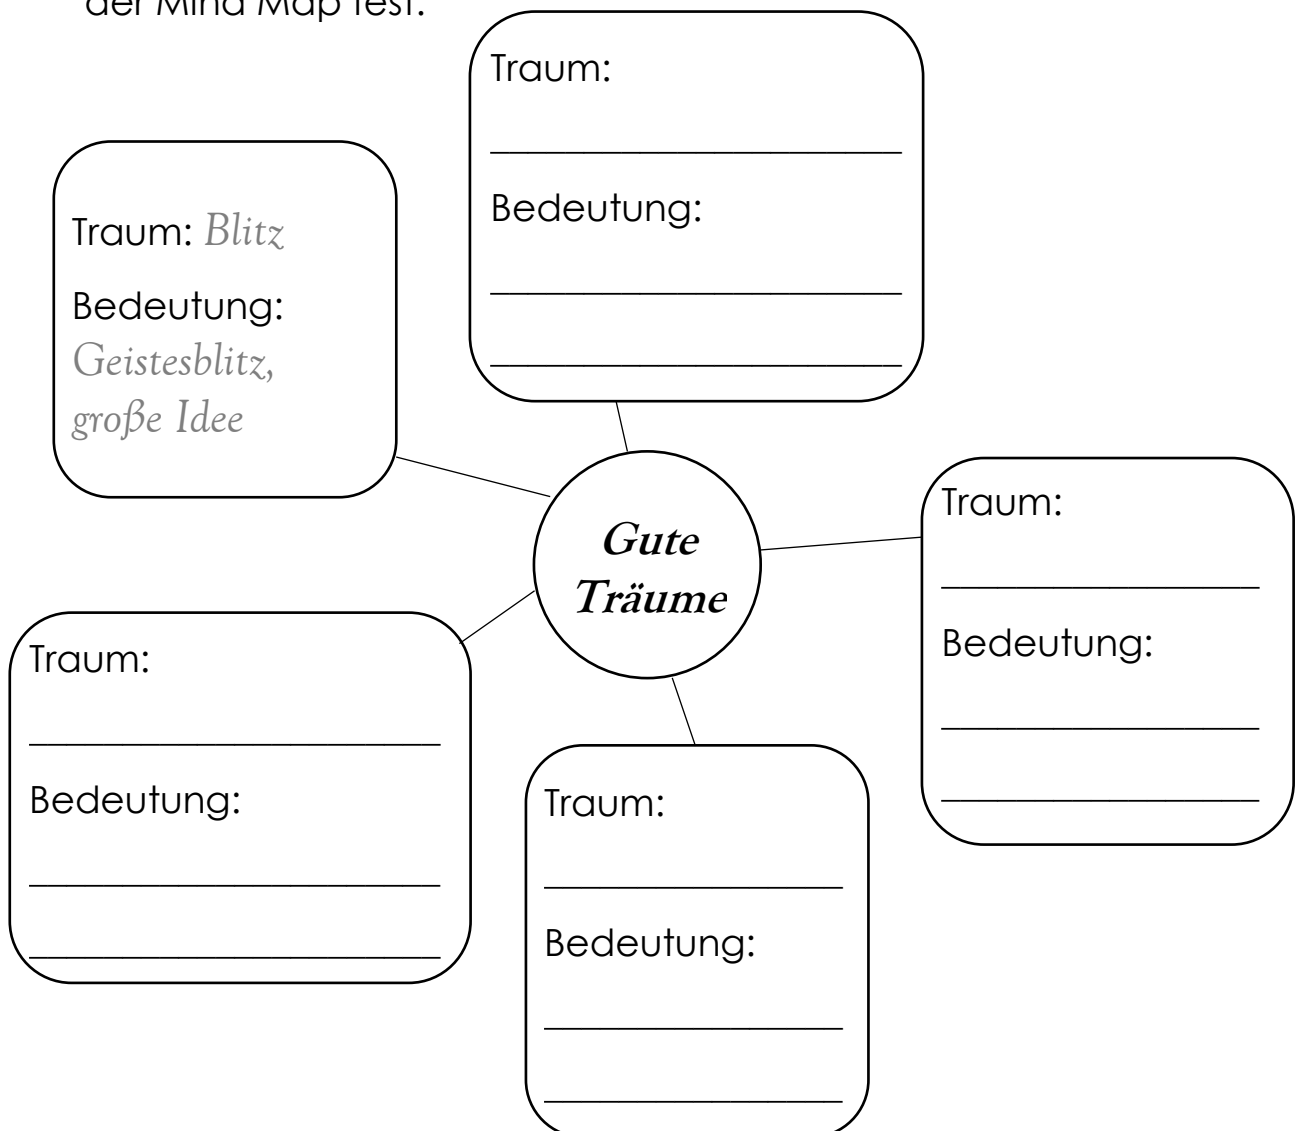 der Mind Map fest.
Traum:
Bedeutung:
Traum: Blitz
Bedeutung:
Geistesblitz,
große Idee
Gute
Träume
Traum:
Bedeutung:
Traum:
Bedeutung:
Traum:
Bedeutung: